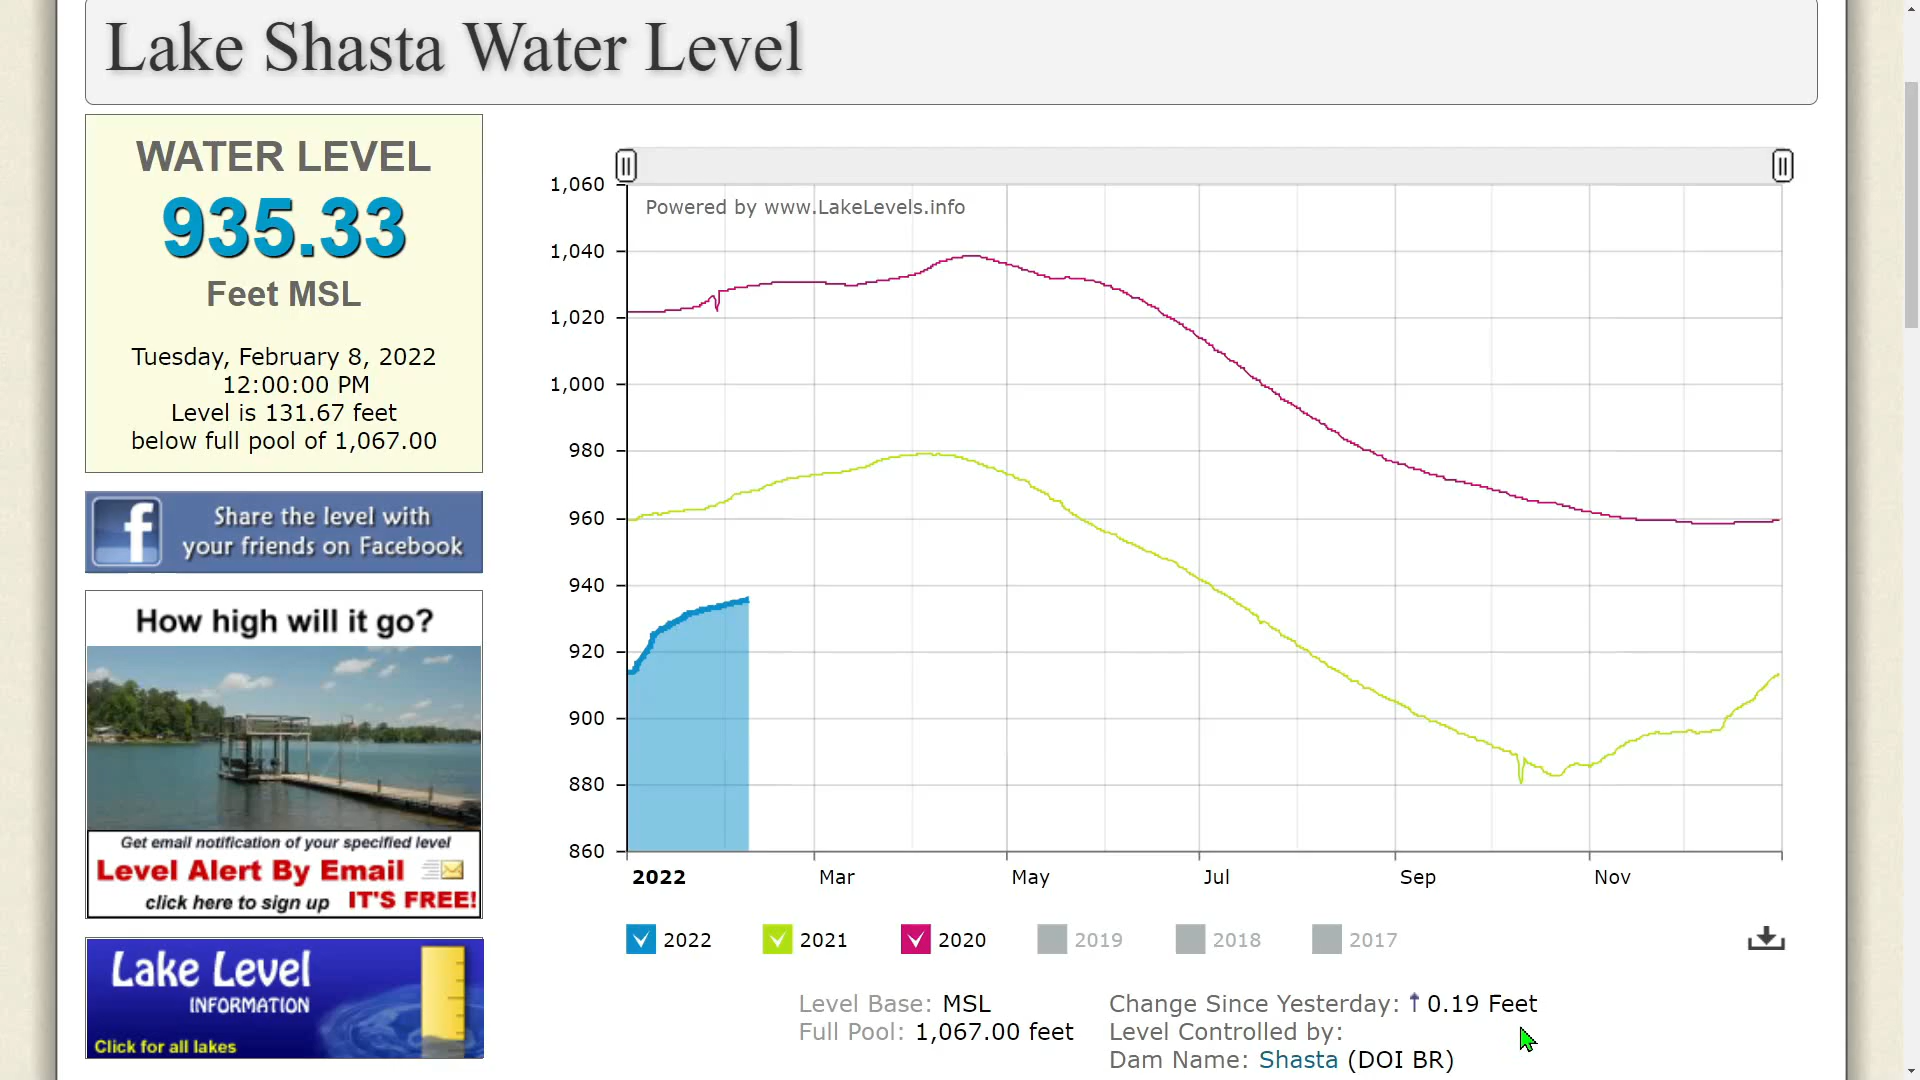 Lake Shasta Water Level
WATER LEVEL
935.33
Feet MSL
Tuesday, February 8, 2022
12:00:00 PM
Level is 131.67 feet
below full pool of 1,067.00
f
Share the level with
your friends on Facebook
How high will it go?
Get email notification of your specified level
Level Alert By Email
click here to sign up IT'S FREE!
Lake Level
INFORMATION
Click for all lakes
Powered by www.LakeLevels.info
1,060
1,040
1,020
1,000
980
960
940
920
900
880
860
2022 Mar May Jul Sep Nov
2022 2021 2020 2019 2018 2017
Level Base: MSL
Full Pool: 1,067.00 feet
Change Since Yesterday: ↑ 0.19 Feet
Level Controlled by:
Dam Name: Shasta (DOI BR)